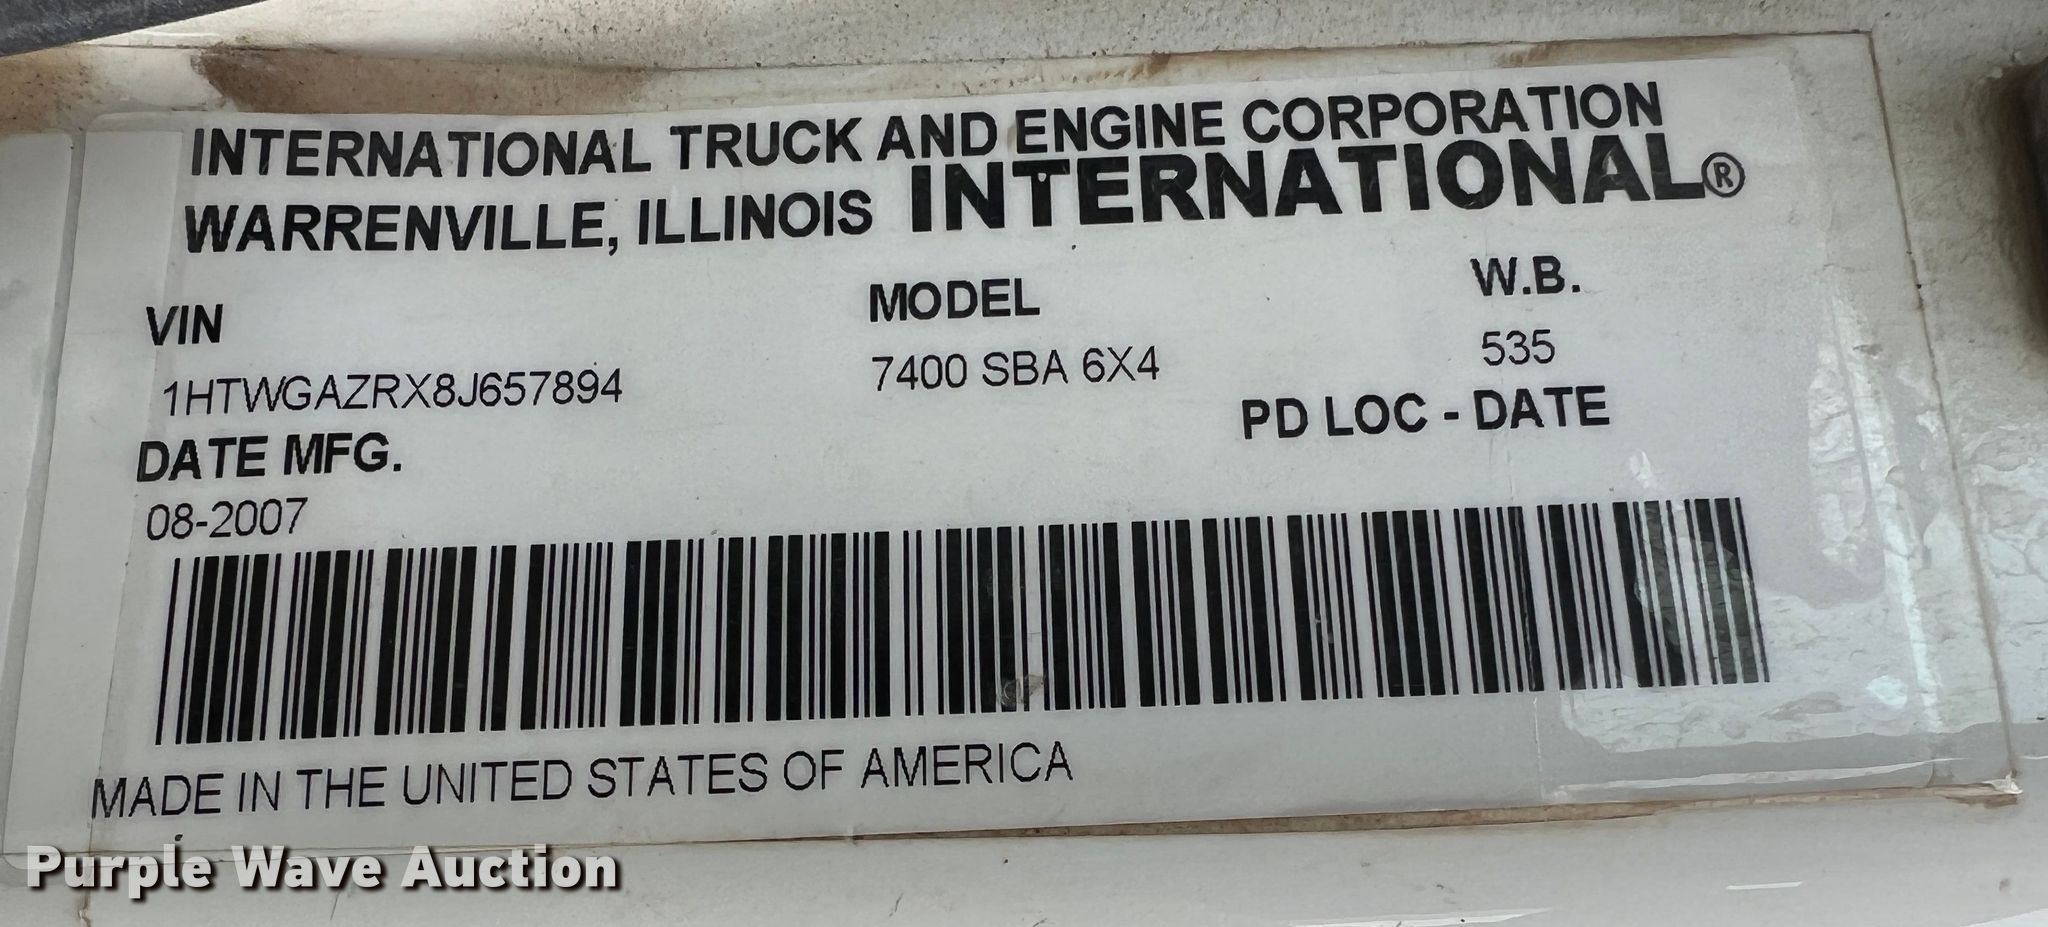 INTERNATIONAL TRUCK AND ENGINE CORPORATION
WARRENVILLE, ILLINOIS INTERNATIONAL®
VIN MODEL W.B.
1HTWGAZRX8J657894 7400 SBA 6X4 535
DATE MFG. PD LOC - DATE
08-2007
MADE IN THE UNITED STATES OF AMERICA
Purple Wave Auction